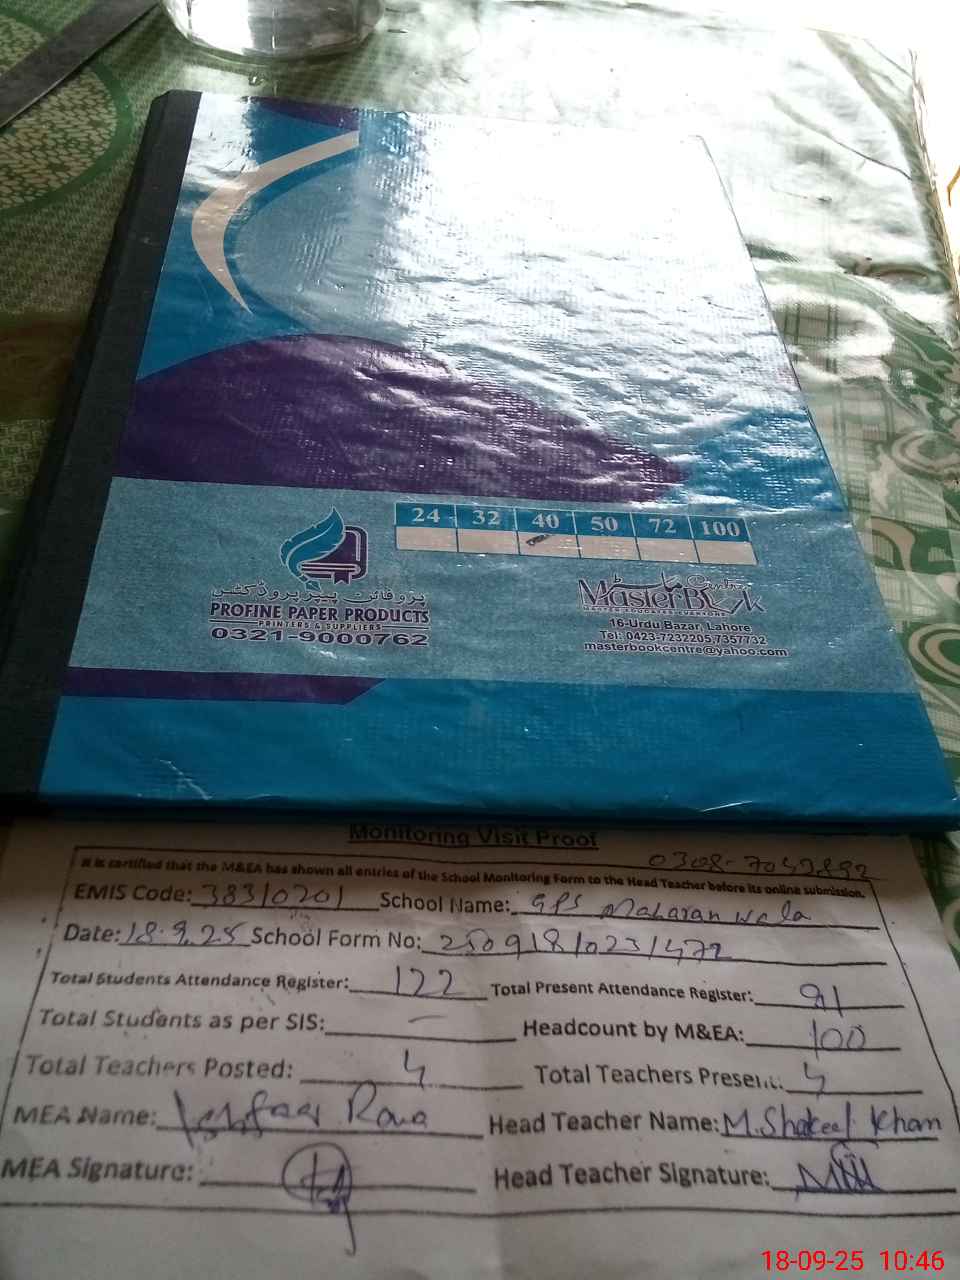 24 32 40 50 72 100
پروفائن پیپر پروڈکٹس
PROFINE PAPER PRODUCTS
PRINTERS & SUPPLIERS
0321-9000762
ماسٹر Centre
MasterBook
16-Urdu Bazar, Lahore
Tel: 0423-7232205,7357732
masterbookcentre@yahoo.com
Monitoring Visit Proof
0308-7052892
It is certified that the M&EA has shown all entries of the School Monitoring Form to the Head Teacher before its online submission.
EMIS Code: 38310201 School Name: GPS Maharan Wala
Date: 18.9.25 School Form No: 250918/0231472
Total Students Attendance Register: 122 Total Present Attendance Register: 91
Total Students as per SIS: — Headcount by M&EA: 100
Total Teachers Posted: 4 Total Teachers Present: 4
MEA Name: Rana Head Teacher Name: M.Shakeel Khan
MEA Signature: Head Teacher Signature:
18-09-25 10:46